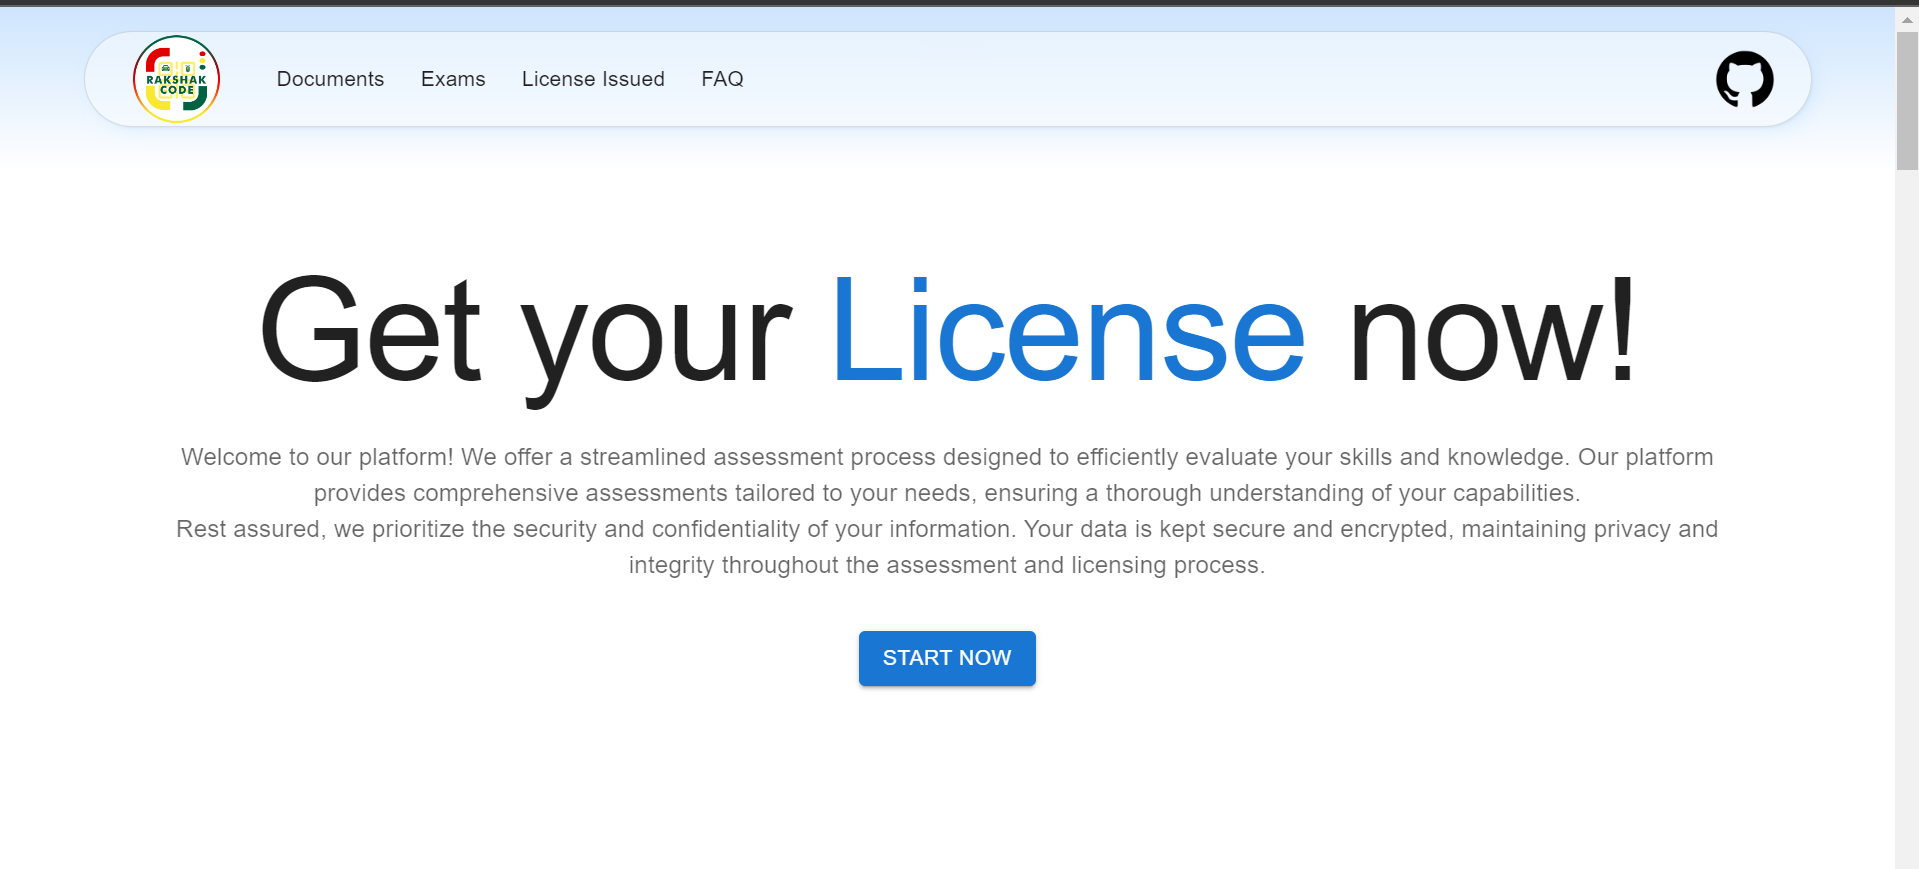 RAKSHAK
CODE
Documents
Exams
License Issued
FAQ
Get your License now!
Welcome to our platform! We offer a streamlined assessment process designed to efficiently evaluate your skills and knowledge. Our platform
provides comprehensive assessments tailored to your needs, ensuring a thorough understanding of your capabilities.
Rest assured, we prioritize the security and confidentiality of your information. Your data is kept secure and encrypted, maintaining privacy and
integrity throughout the assessment and licensing process.
START NOW